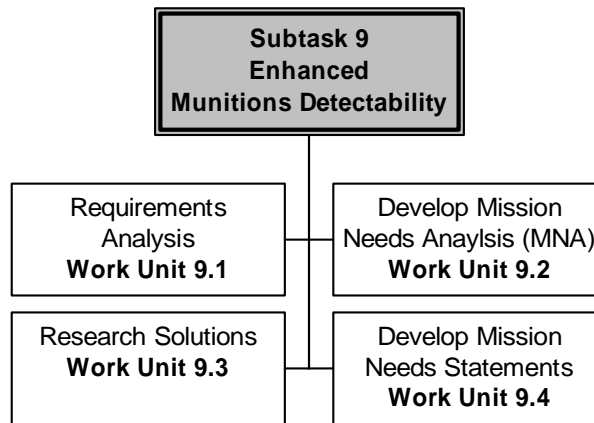 Subtask 9
Enhanced
Munitions Detectability
Requirements
Analysis
Work Unit 9.1
Develop Mission
Needs Anaylsis (MNA)
Work Unit 9.2
Research Solutions
Work Unit 9.3
Develop Mission
Needs Statements
Work Unit 9.4